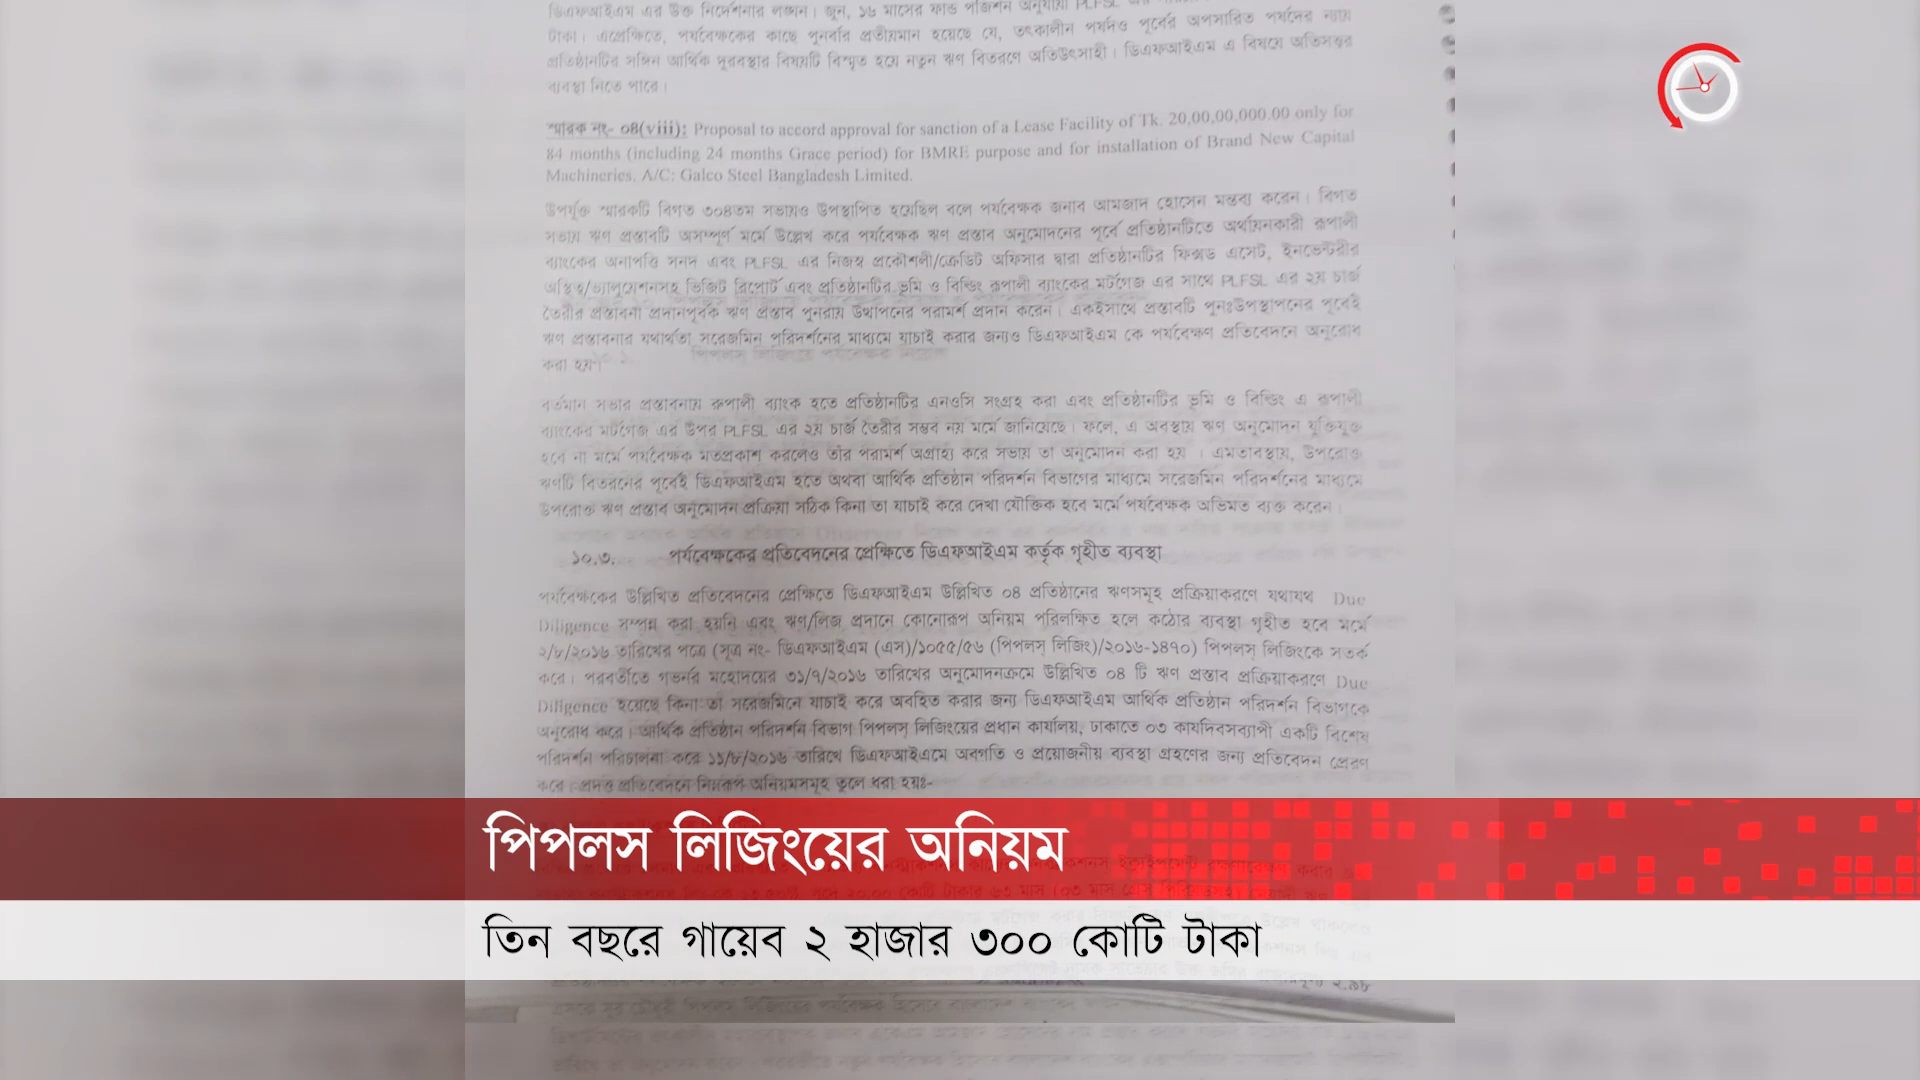 ডিএফআইএম এর উক্ত নির্দেশনার লঙ্ঘন। জুন, ১৬ মাসের ফান্ড পজিশন অনুযায়ী PLFSL এর
টাকা। এপ্রেক্ষিতে, পর্যবেক্ষকের কাছে পুনর্বার প্রতীয়মান হয়েছে যে, তৎকালীন পর্ষদও পূর্বের অপসারিত পর্ষদের ন্যায়
প্রতিষ্ঠানটির সঙ্গিন আর্থিক দুরবস্থার বিষয়টি বিস্মৃত হয়ে নতুন ঋণ বিতরণে অতিউৎসাহী। ডিএফআইএম এ বিষয়ে অতিসত্ত্বর
ব্যবস্থা নিতে পারে।
স্মারক নং- ০৪(viii): Proposal to accord approval for sanction of a Lease Facility of Tk. 20,00,00,000.00 only for
84 months (including 24 months Grace period) for BMRE purpose and for installation of Brand New Capital
Machineries. A/C: Galco Steel Bangladesh Limited.
উপর্যুক্ত স্মারকটি বিগত ৩০৪তম সভায়ও উপস্থাপিত হয়েছিল বলে পর্যবেক্ষক জনাব আমজাদ হোসেন মন্তব্য করেন। বিগত
সভায় ঋণ প্রস্তাবটি অসম্পূর্ণ মর্মে উল্লেখ করে পর্যবেক্ষক ঋণ প্রস্তাব অনুমোদনের পূর্বে প্রতিষ্ঠানটিতে অর্থায়নকারী রূপালী
ব্যাংকের অনাপত্তি সনদ এবং PLFSL এর নিজস্ব প্রকৌশলী/ক্রেডিট অফিসার দ্বারা প্রতিষ্ঠানটির ফিক্সড এসেট, ইনভেন্টরীর
অস্থিত্ব/ভ্যালুয়েশনসহ ভিজিট রিপোর্ট এবং প্রতিষ্ঠানটির ভূমি ও বিল্ডিং রূপালী ব্যাংকের মর্টগেজ এর সাথে PLFSL এর ২য় চার্জ
তৈরীর প্রস্তাবনা প্রদানপূর্বক ঋণ প্রস্তাব পুনরায় উত্থাপনের পরামর্শ প্রদান করেন। একইসাথে প্রস্তাবটি পুনঃউপস্থাপনের পূর্বেই
ঋণ প্রস্তাবনার যথার্থতা সরেজমিন পরিদর্শনের মাধ্যমে যাচাই করার জন্যও ডিএফআইএম কে পর্যবেক্ষণ প্রতিবেদনে অনুরোধ
করা হয়।
বর্তমান সভার প্রস্তাবনায় রুপালী ব্যাংক হতে প্রতিষ্ঠানটির এনওসি সংগ্রহ করা এবং প্রতিষ্ঠানটির ভূমি ও বিল্ডিং এ রূপালী
ব্যাংকের মর্টগেজ এর উপর PLFSL এর ২য় চার্জ তৈরীর সম্ভব নয় মর্মে জানিয়েছে। ফলে, এ অবস্থায় ঋণ অনুমোদন যুক্তিযুক্ত
হবে না মর্মে পর্যবেক্ষক মতপ্রকাশ করলেও তাঁর পরামর্শ অগ্রাহ্য করে সভায় তা অনুমোদন করা হয় । এমতাবস্থায়, উপরোক্ত
ঋণটি বিতরনের পূর্বেই ডিএফআইএম হতে অথবা আর্থিক প্রতিষ্ঠান পরিদর্শন বিভাগের মাধ্যমে সরেজমিন পরিদর্শনের মাধ্যমে
উপরোক্ত ঋণ প্রস্তাব অনুমোদন প্রক্রিয়া সঠিক কিনা তা যাচাই করে দেখা যৌক্তিক হবে মর্মে পর্যবেক্ষক অভিমত ব্যক্ত করেন।
১০.৩. পর্যবেক্ষকের প্রতিবেদনের প্রেক্ষিতে ডিএফআইএম কর্তৃক গৃহীত ব্যবস্থা
পর্যবেক্ষকের উল্লিখিত প্রতিবেদনের প্রেক্ষিতে ডিএফআইএম উল্লিখিত ০৪ প্রতিষ্ঠানের ঋণসমূহ প্রক্রিয়াকরণে যথাযথ Due
Diligence সম্পন্ন করা হয়নি এবং ঋণ/লিজ প্রদানে কোনোরূপ অনিয়ম পরিলক্ষিত হলে কঠোর ব্যবস্থা গৃহীত হবে মর্মে
২/৮/২০১৬ তারিখের পত্রে (সূত্র নং- ডিএফআইএম (এস)/১০৫৫/৫৬ (পিপলস্ লিজিং)/২০১৬-১৪৭০) পিপলস্ লিজিংকে সতর্ক
করে। পরবর্তীতে গভর্নর মহোদয়ের ৩১/৭/২০১৬ তারিখের অনুমোদনক্রমে উল্লিখিত ০৪ টি ঋণ প্রস্তাব প্রক্রিয়াকরণে Due
Diligence হয়েছে কিনা তা সরেজমিনে যাচাই করে অবহিত করার জন্য ডিএফআইএম আর্থিক প্রতিষ্ঠান পরিদর্শন বিভাগকে
অনুরোধ করে। আর্থিক প্রতিষ্ঠান পরিদর্শন বিভাগ পিপলস্ লিজিংয়ের প্রধান কার্যালয়, ঢাকাতে ০৩ কার্যদিবসব্যাপী একটি বিশেষ
পরিদর্শন পরিচালনা করে ১১/৮/২০১৬ তারিখে ডিএফআইএমে অবগতি ও প্রয়োজনীয় ব্যবস্থা গ্রহণের জন্য প্রতিবেদন প্রেরণ
করে। প্রদত্ত প্রতিবেদনে নিম্নরূপ অনিয়মসমূহ তুলে ধরা হয়ঃ-
পিপলস লিজিংয়ের অনিয়ম
তিন বছরে গায়েব ২ হাজার ৩০০ কোটি টাকা
২.৯৮